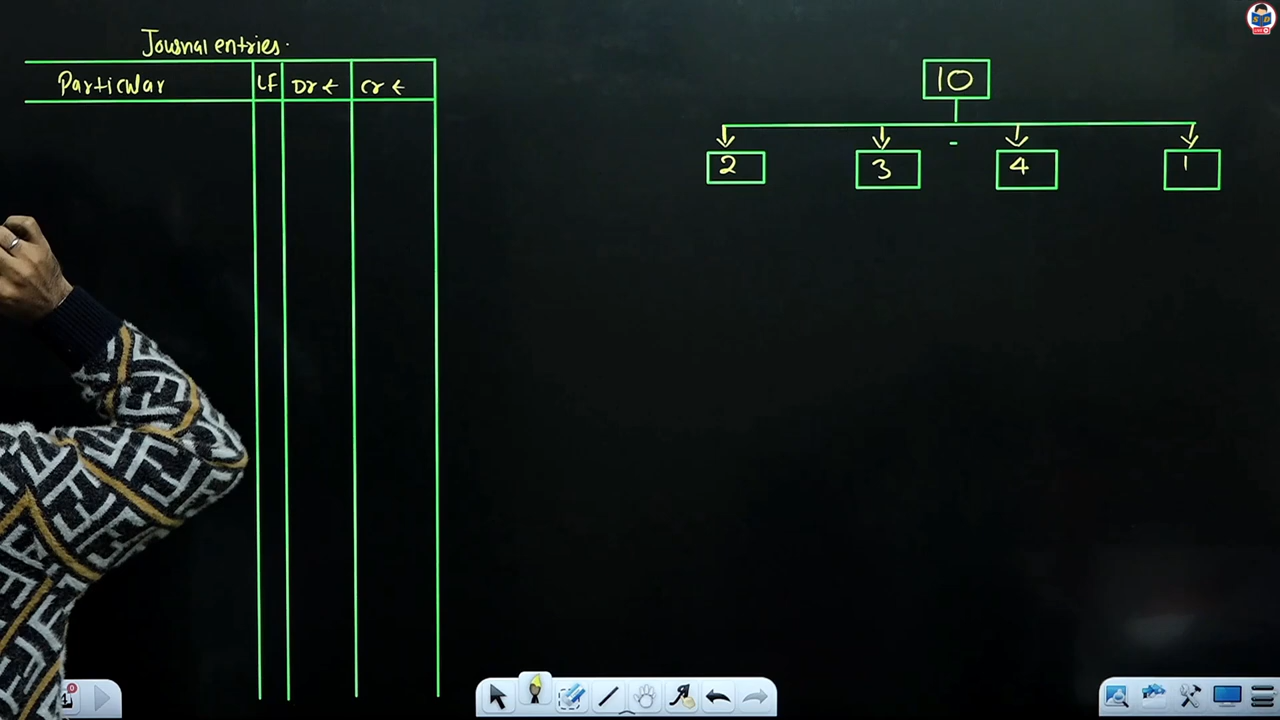 Journal entries.
Particular LF Dr ₹ Cr ₹
10
2 3 4 1